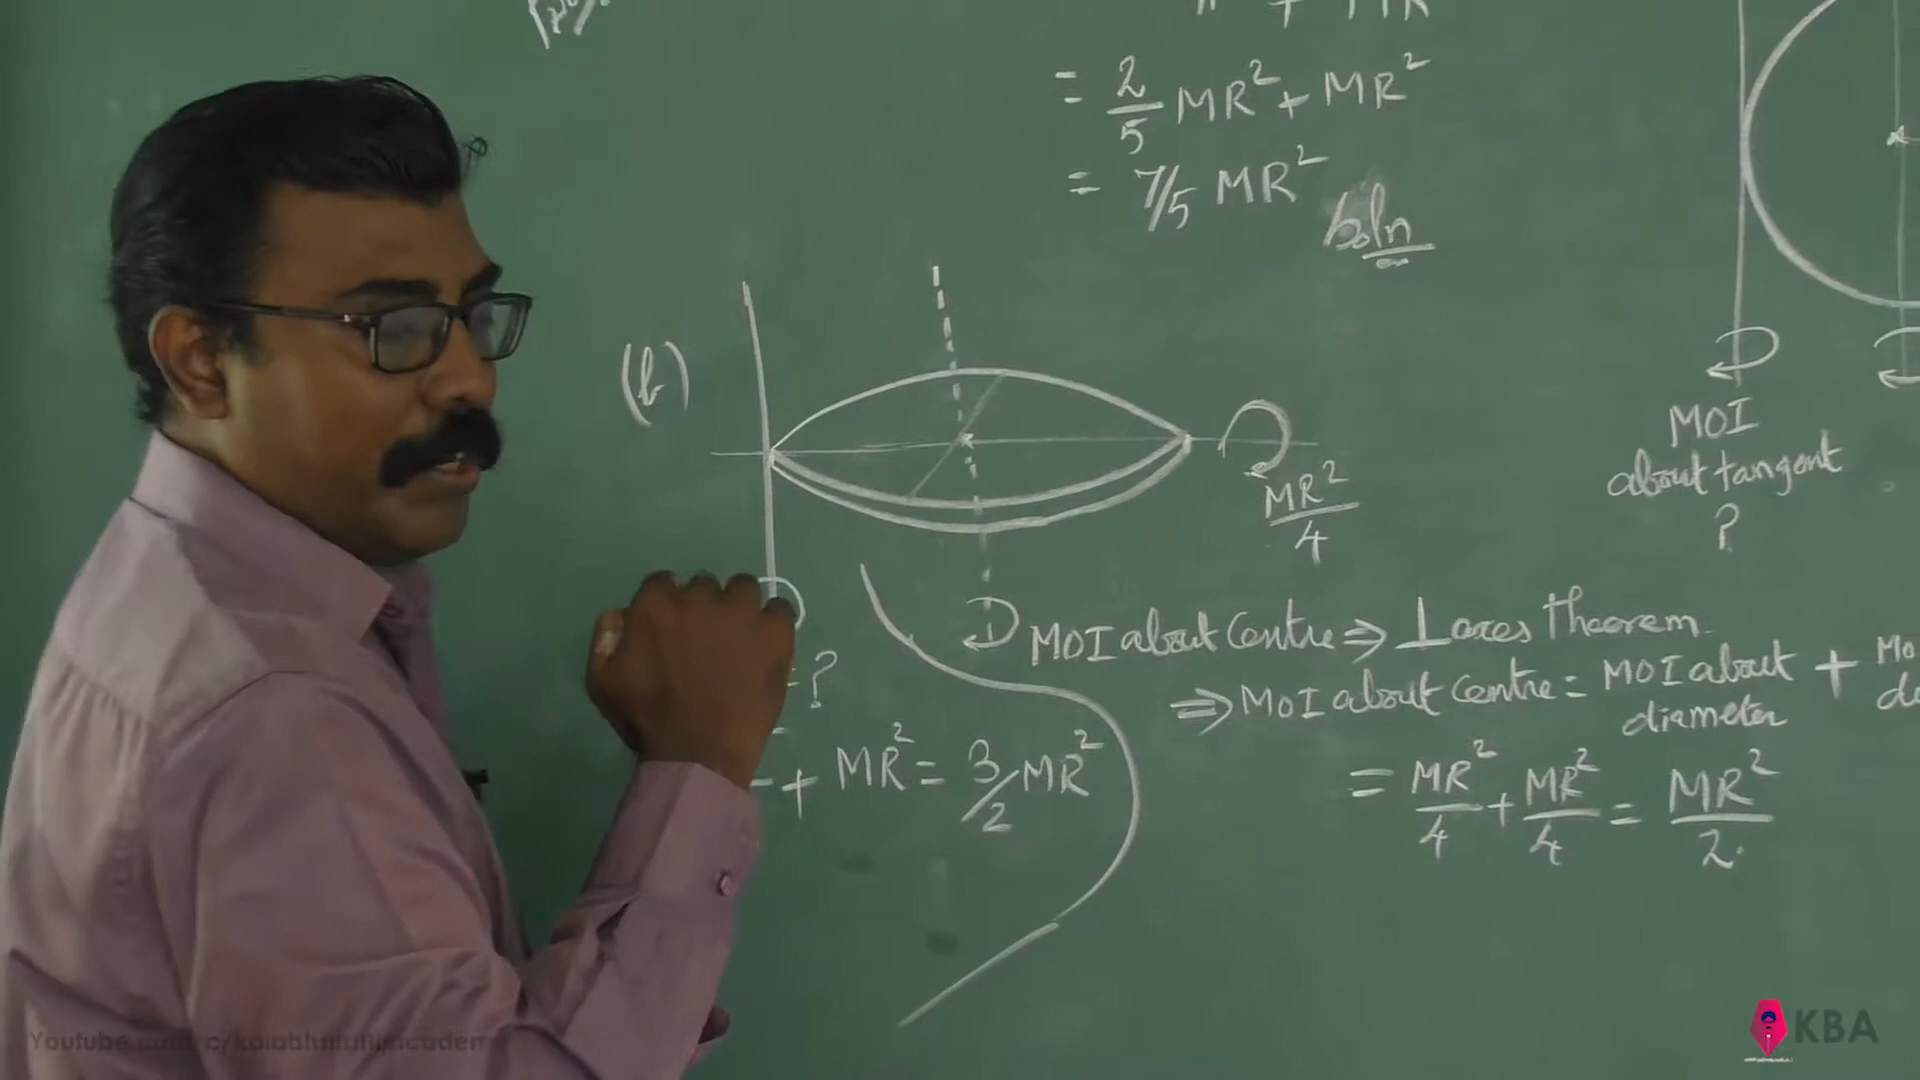 = 2/5 MR² + MR²
= 7/5 MR²
Soln
(b)
MR²/4
MOI
about tangent
?
= ?
+ MR² = 3/2 MR²
MOI about Centre ⇒ ⊥ axes Theorem.
⇒ MOI about Centre = MOI about diameter +
= MR²/4 + MR²/4 = MR²/2.
KBA